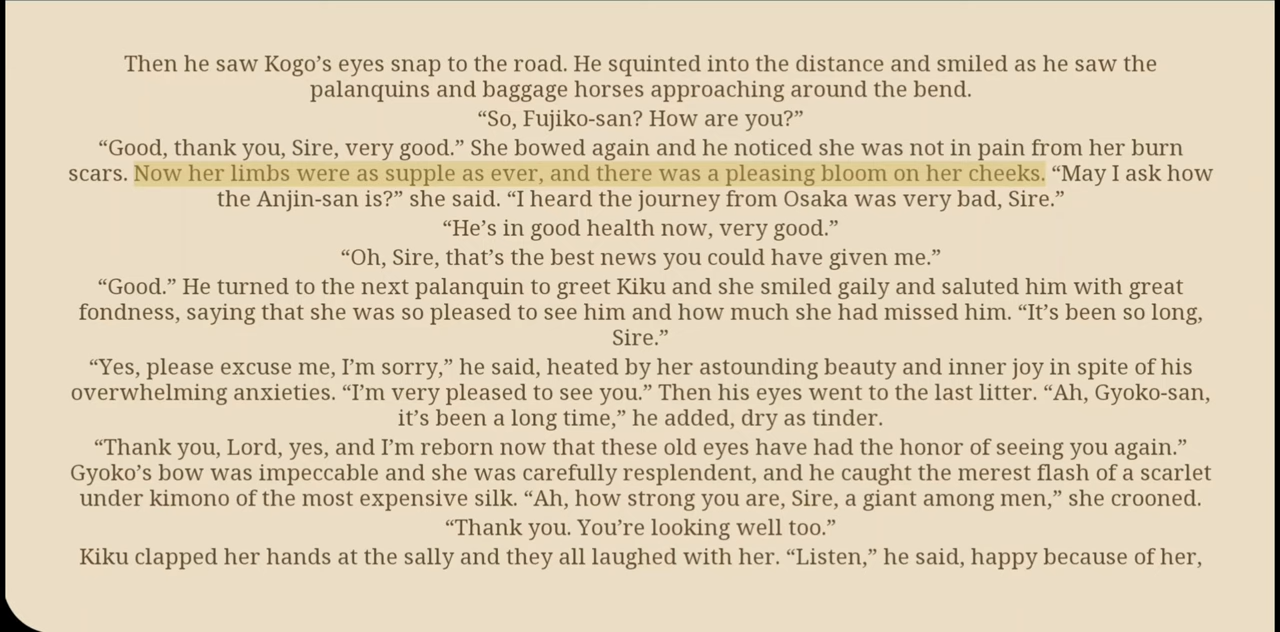 Then he saw Kogo’s eyes snap to the road. He squinted into the distance and smiled as he saw the
palanquins and baggage horses approaching around the bend.
“So, Fujiko-san? How are you?”
“Good, thank you, Sire, very good.” She bowed again and he noticed she was not in pain from her burn
scars. Now her limbs were as supple as ever, and there was a pleasing bloom on her cheeks. “May I ask how
the Anjin-san is?” she said. “I heard the journey from Osaka was very bad, Sire.”
“He’s in good health now, very good.”
“Oh, Sire, that’s the best news you could have given me.”
“Good.” He turned to the next palanquin to greet Kiku and she smiled gaily and saluted him with great
fondness, saying that she was so pleased to see him and how much she had missed him. “It’s been so long,
Sire.”
“Yes, please excuse me, I’m sorry,” he said, heated by her astounding beauty and inner joy in spite of his
overwhelming anxieties. “I’m very pleased to see you.” Then his eyes went to the last litter. “Ah, Gyoko-san,
it’s been a long time,” he added, dry as tinder.
“Thank you, Lord, yes, and I’m reborn now that these old eyes have had the honor of seeing you again.”
Gyoko’s bow was impeccable and she was carefully resplendent, and he caught the merest flash of a scarlet
under kimono of the most expensive silk. “Ah, how strong you are, Sire, a giant among men,” she crooned.
“Thank you. You’re looking well too.”
Kiku clapped her hands at the sally and they all laughed with her. “Listen,” he said, happy because of her,